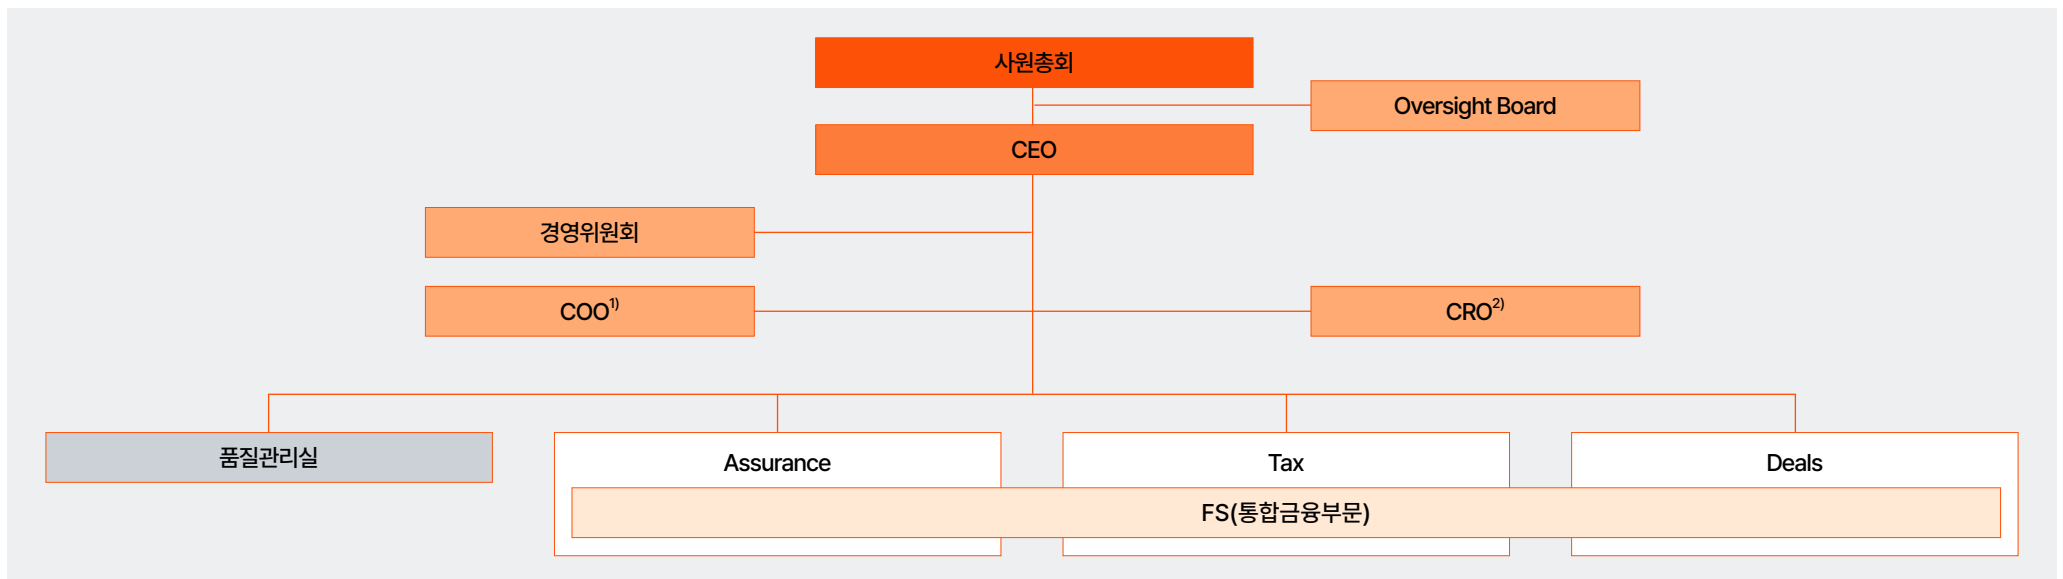 사원총회
Oversight Board
CEO
경영위원회
COO1)
CRO2)
품질관리실
Assurance
Tax
Deals
FS(통합금융부문)